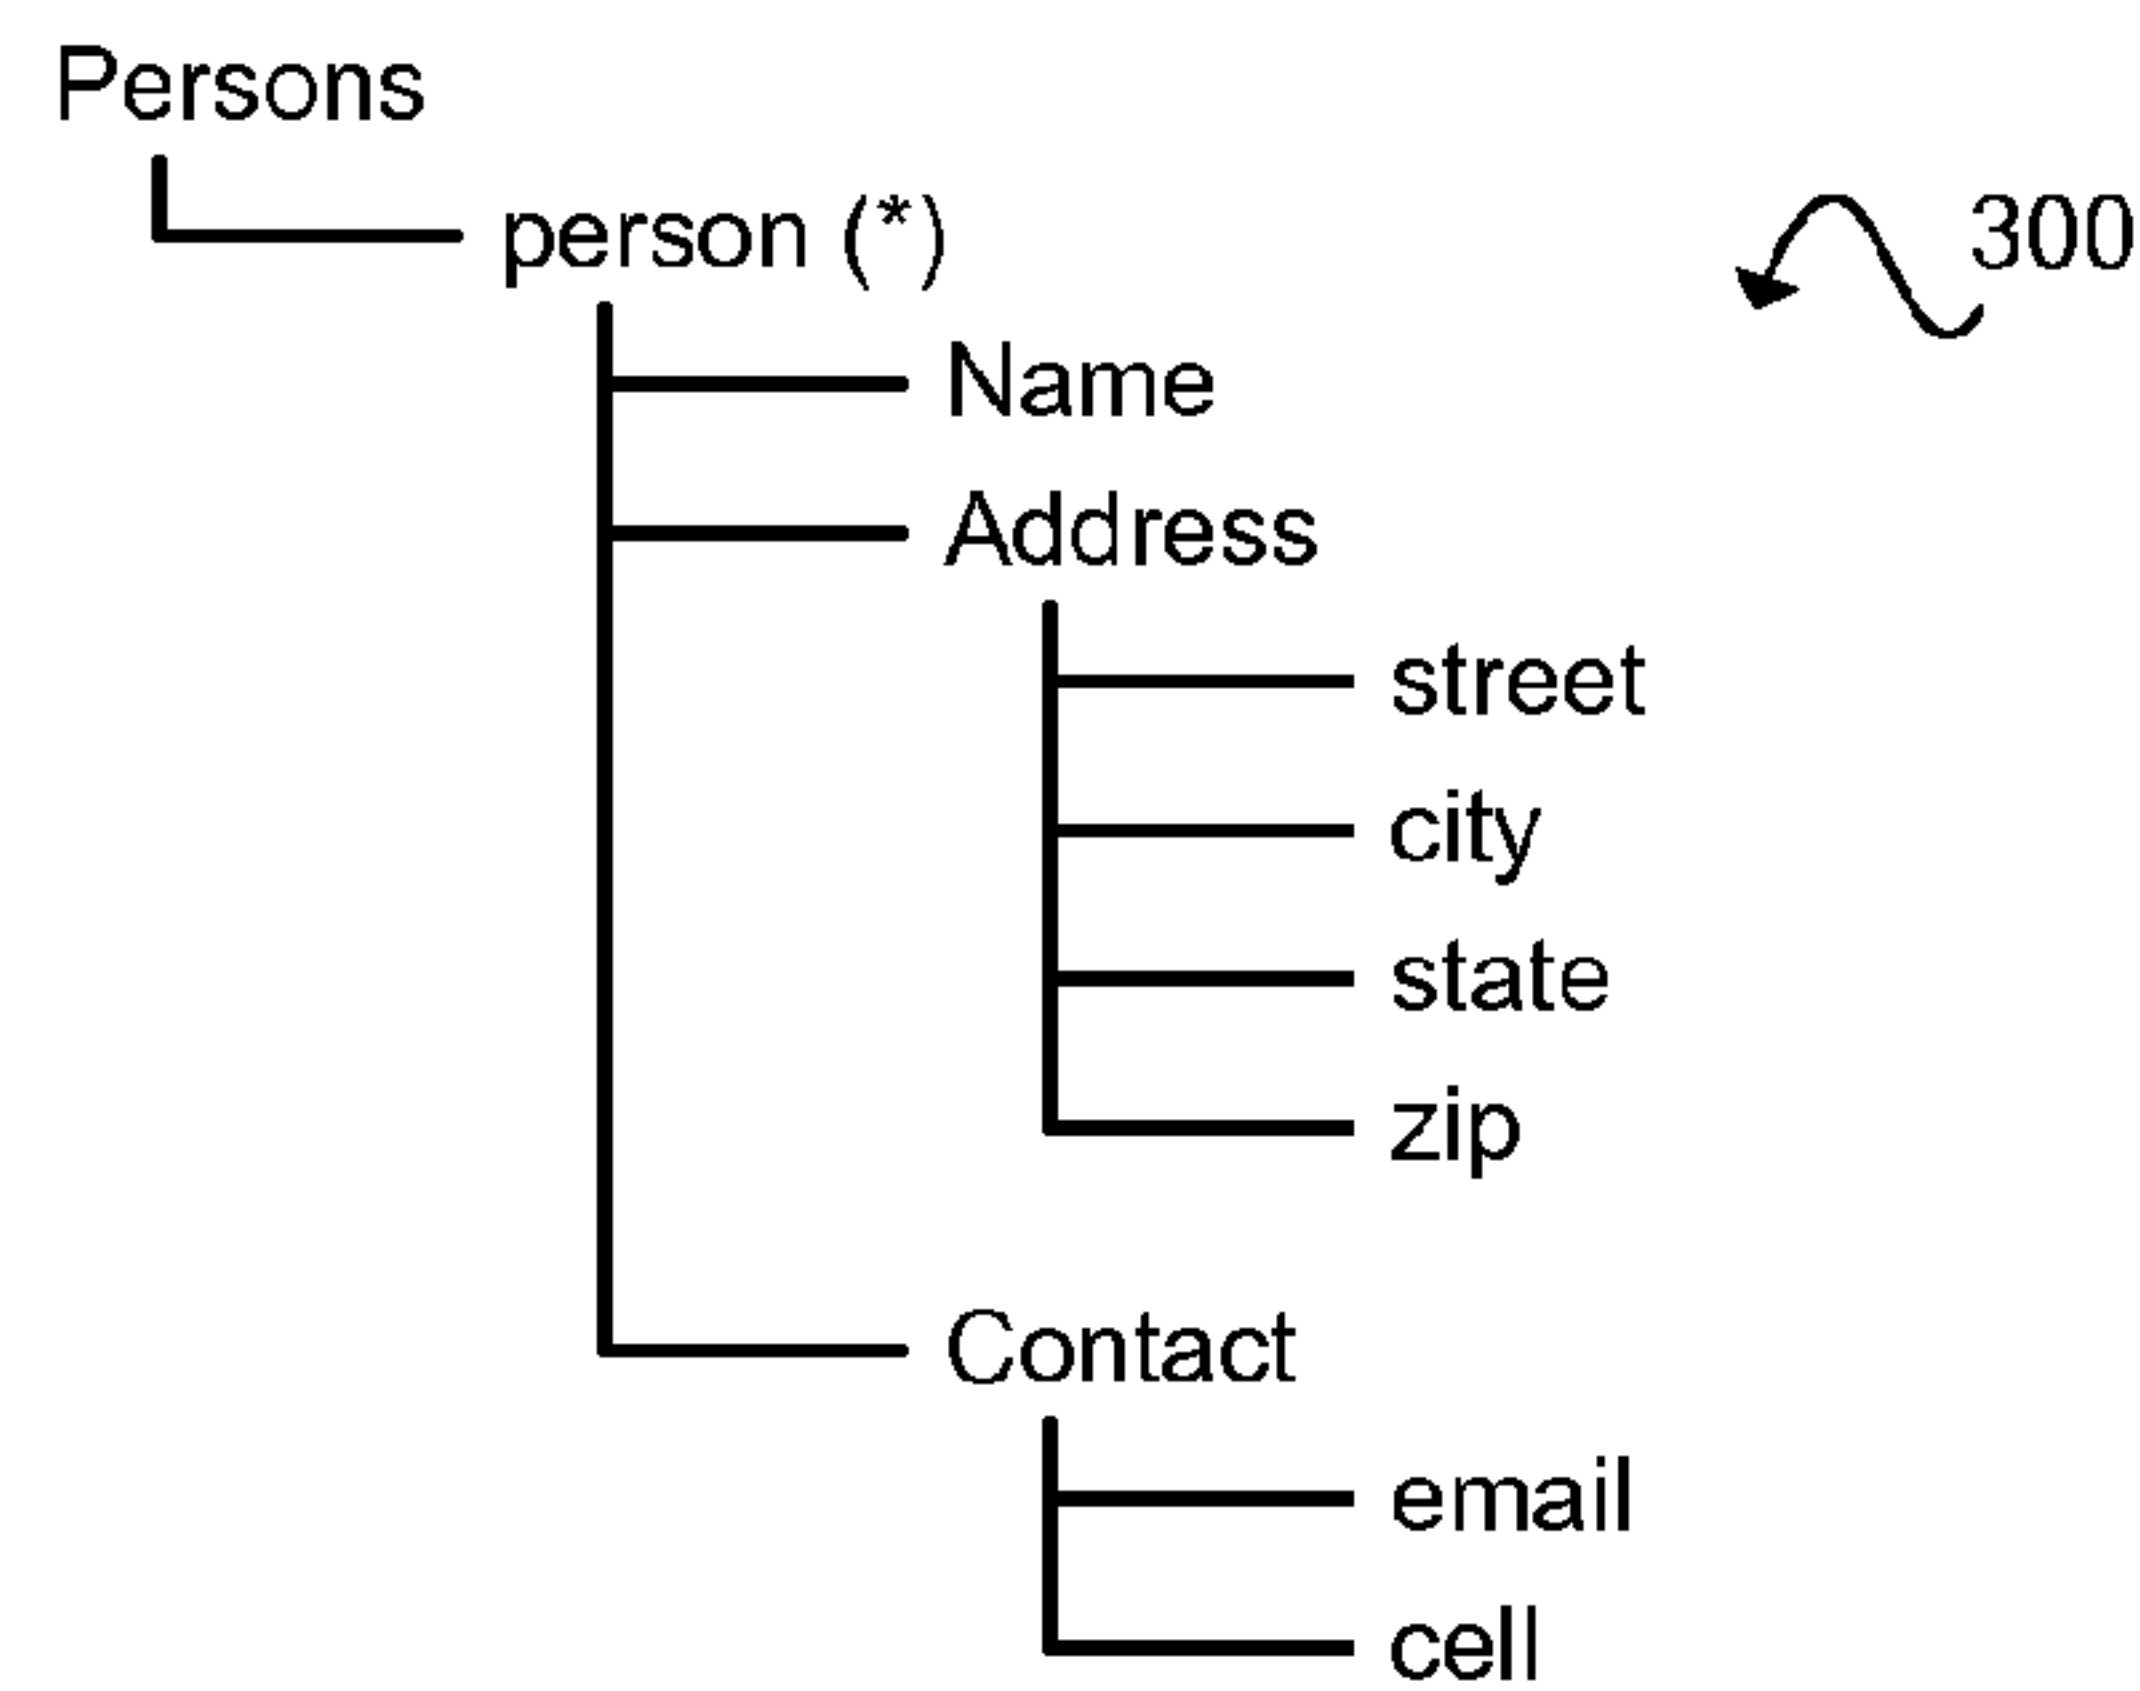 Persons
person (*)
300
Name
Address
street
city
state
zip
Contact
email
cell